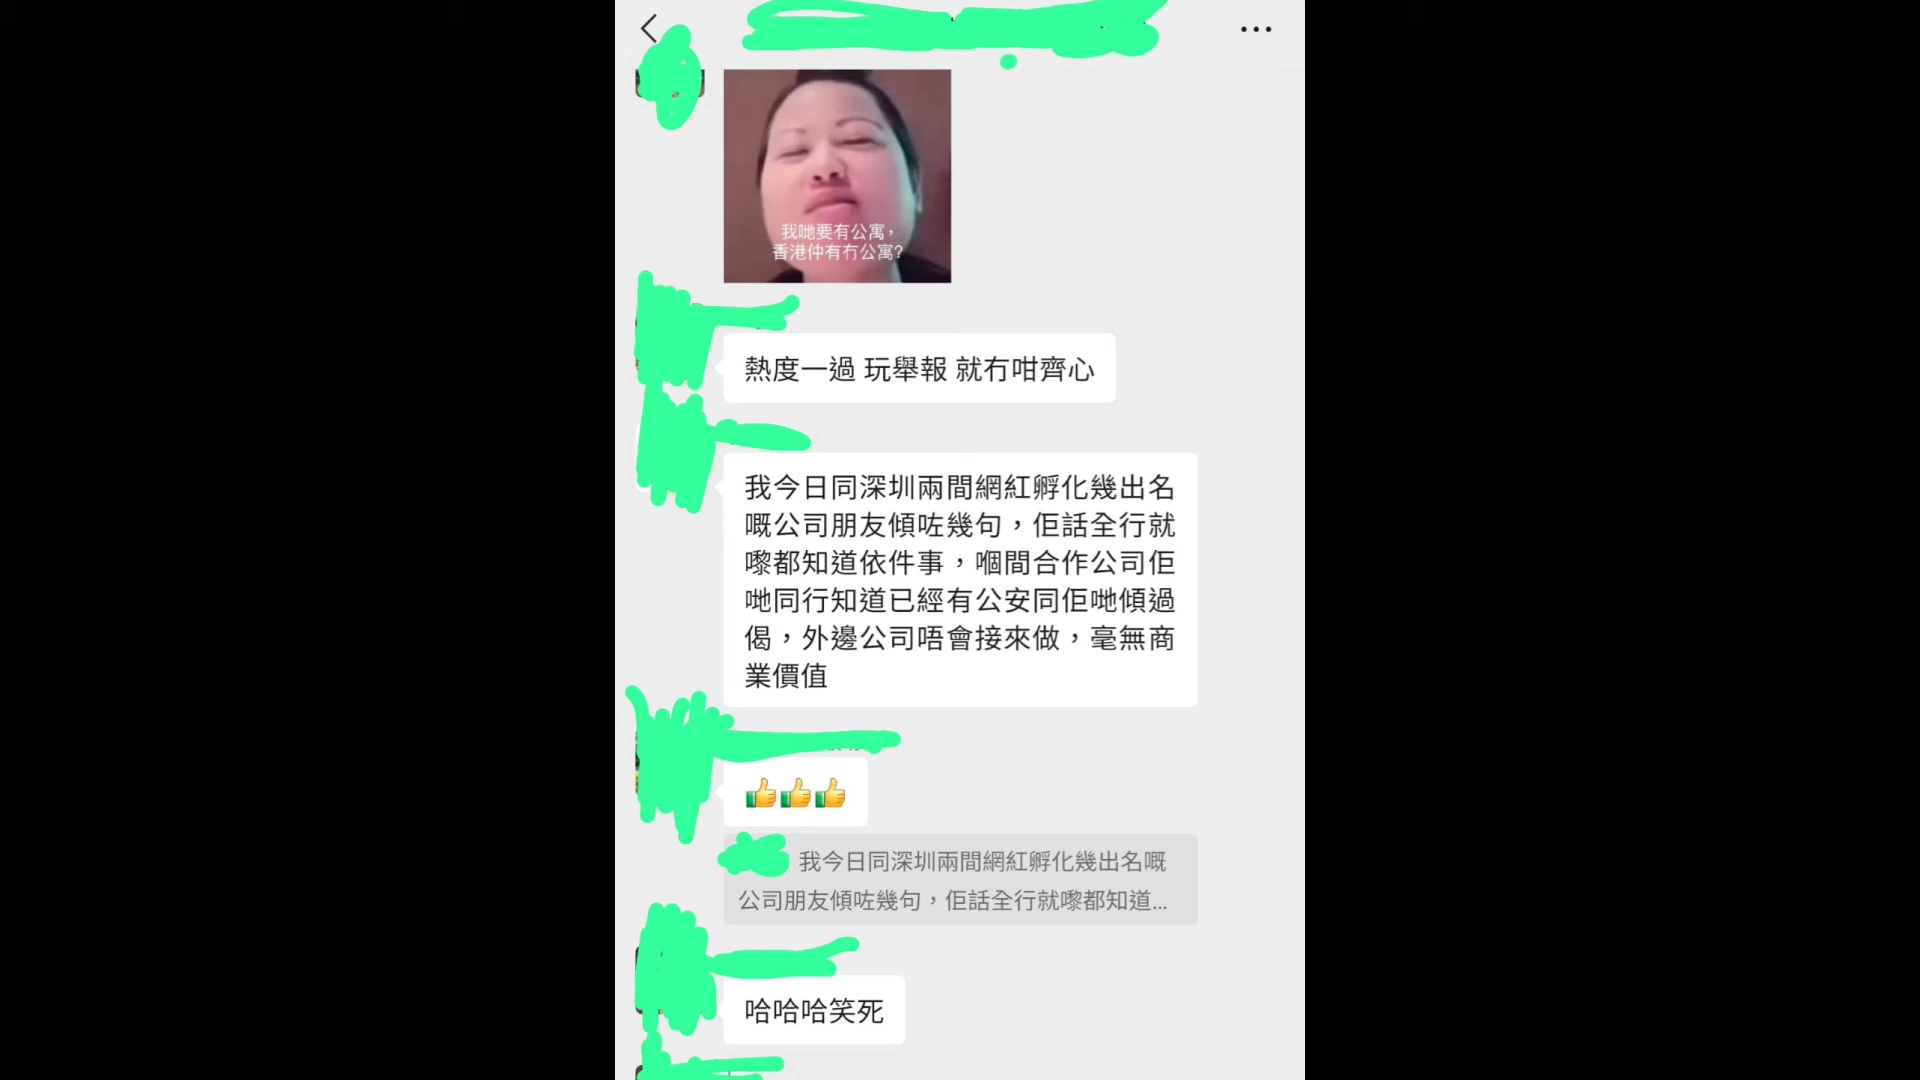 我哋要有公寓，
香港仲有冇公寓?
熱度一過 玩舉報 就冇咁齊心
我今日同深圳兩間網紅孵化幾出名
嘅公司朋友傾咗幾句，佢話全行就
嚟都知道依件事，嗰間合作公司佢
哋同行知道已經有公安同佢哋傾過
偈，外邊公司唔會接來做，毫無商
業價值
👍👍👍
我今日同深圳兩間網紅孵化幾出名嘅
公司朋友傾咗幾句，佢話全行就嚟都知道...
哈哈哈笑死